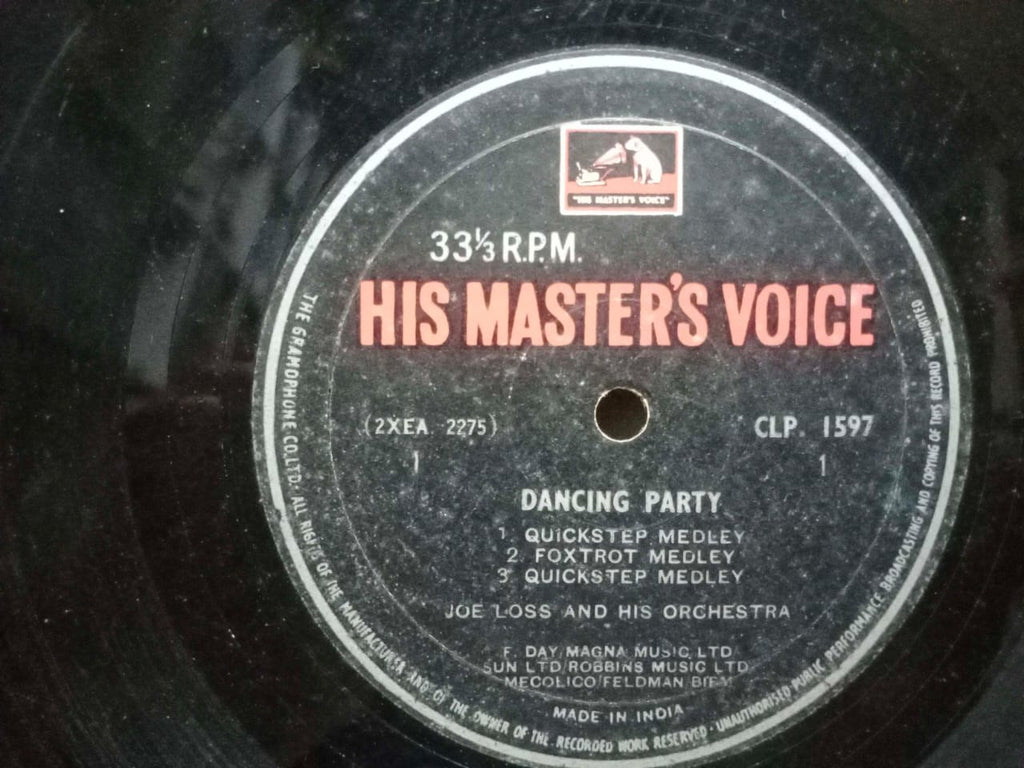 "HIS MASTER'S VOICE"
33⅓ R.P.M.
HIS MASTER'S VOICE
(2XEA 2275)
CLP. 1597
1
1
DANCING PARTY
1. QUICKSTEP MEDLEY
2. FOXTROT MEDLEY
3 QUICKSTEP MEDLEY
JOE LOSS AND HIS ORCHESTRA
F. DAY/MAGNA MUSIC LTD
SUN LTD/ROBBINS MUSIC LTD
MECOLICO/FELDMAN BIEM
MADE IN INDIA
THE GRAMOPHONE CO. LTD. ALL RIGHTS OF THE MANUFACTURER AND OF THE OWNER OF THE RECORDED WORK RESERVED · UNAUTHORISED PUBLIC PERFORMANCE BROADCASTING AND COPYING OF THIS RECORD PROHIBITED